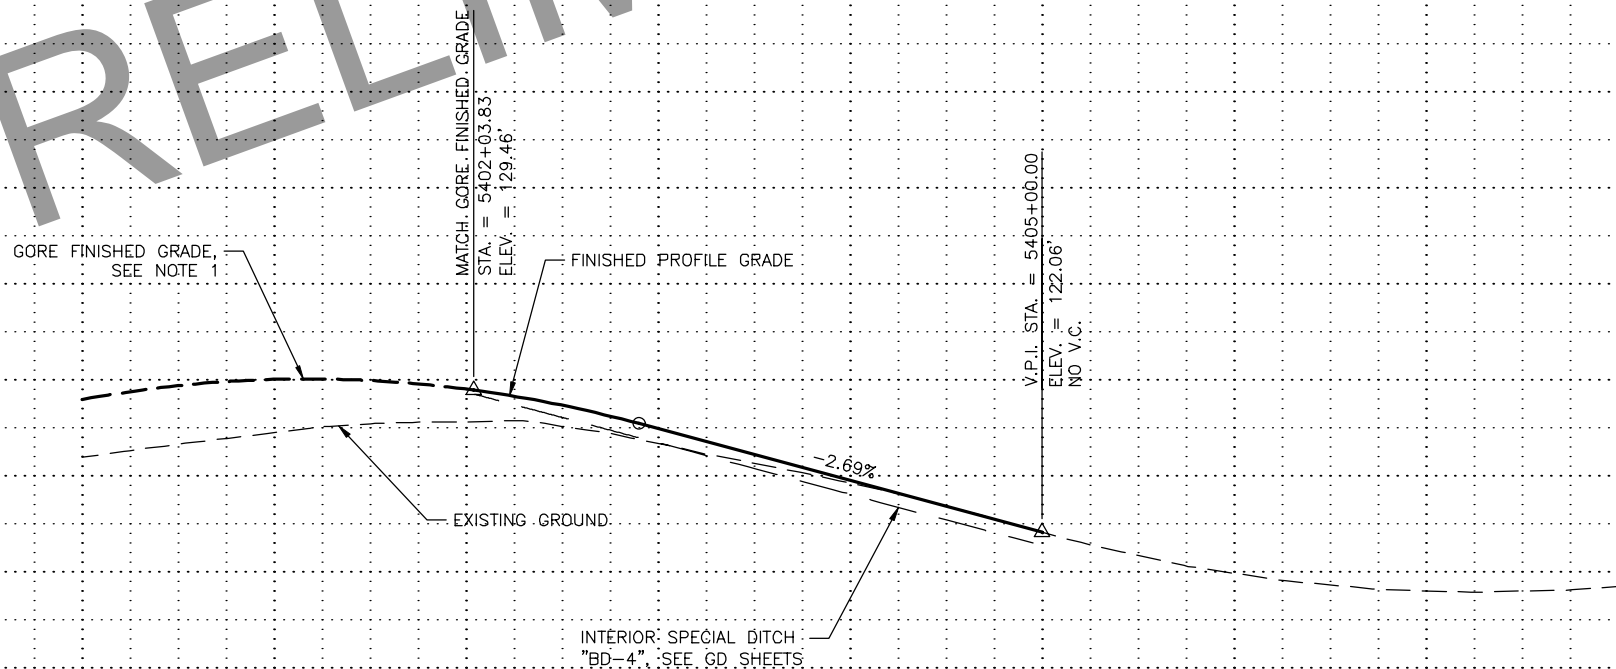 RELIM
GORE FINISHED GRADE,
SEE NOTE 1
MATCH GORE FINISHED GRADE
STA. = 5402+03.83
ELEV. = 129.46'
FINISHED PROFILE GRADE
V.P.I. STA. = 5405+00.00
ELEV. = 122.06'
NO V.C.
-2.69%
EXISTING GROUND
INTERIOR SPECIAL DITCH
"BD-4", SEE GD SHEETS